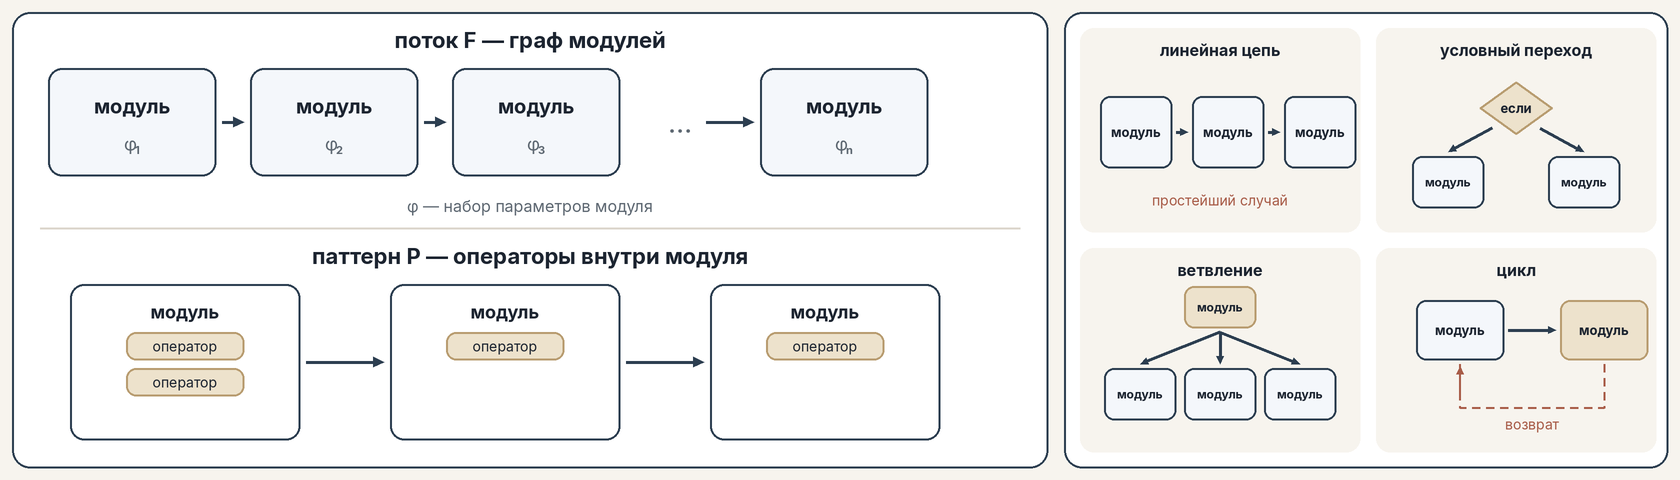 поток F — граф модулей
модуль
φ₁
модуль
φ₂
модуль
φ₃
...
модуль
φₙ
φ — набор параметров модуля
паттерн P — операторы внутри модуля
модуль
оператор
оператор
модуль
оператор
модуль
оператор
линейная цепь
модуль
модуль
модуль
простейший случай
условный переход
если
модуль
модуль
ветвление
модуль
модуль
модуль
модуль
цикл
модуль
модуль
возврат